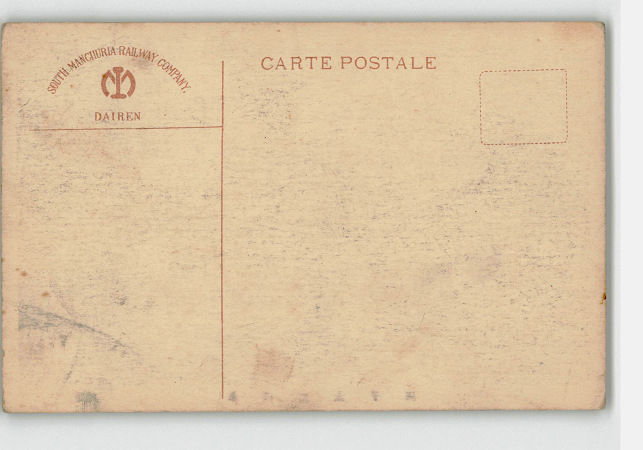 SOUTH MANCHURIA RAILWAY COMPANY.
DAIREN
CARTE POSTALE